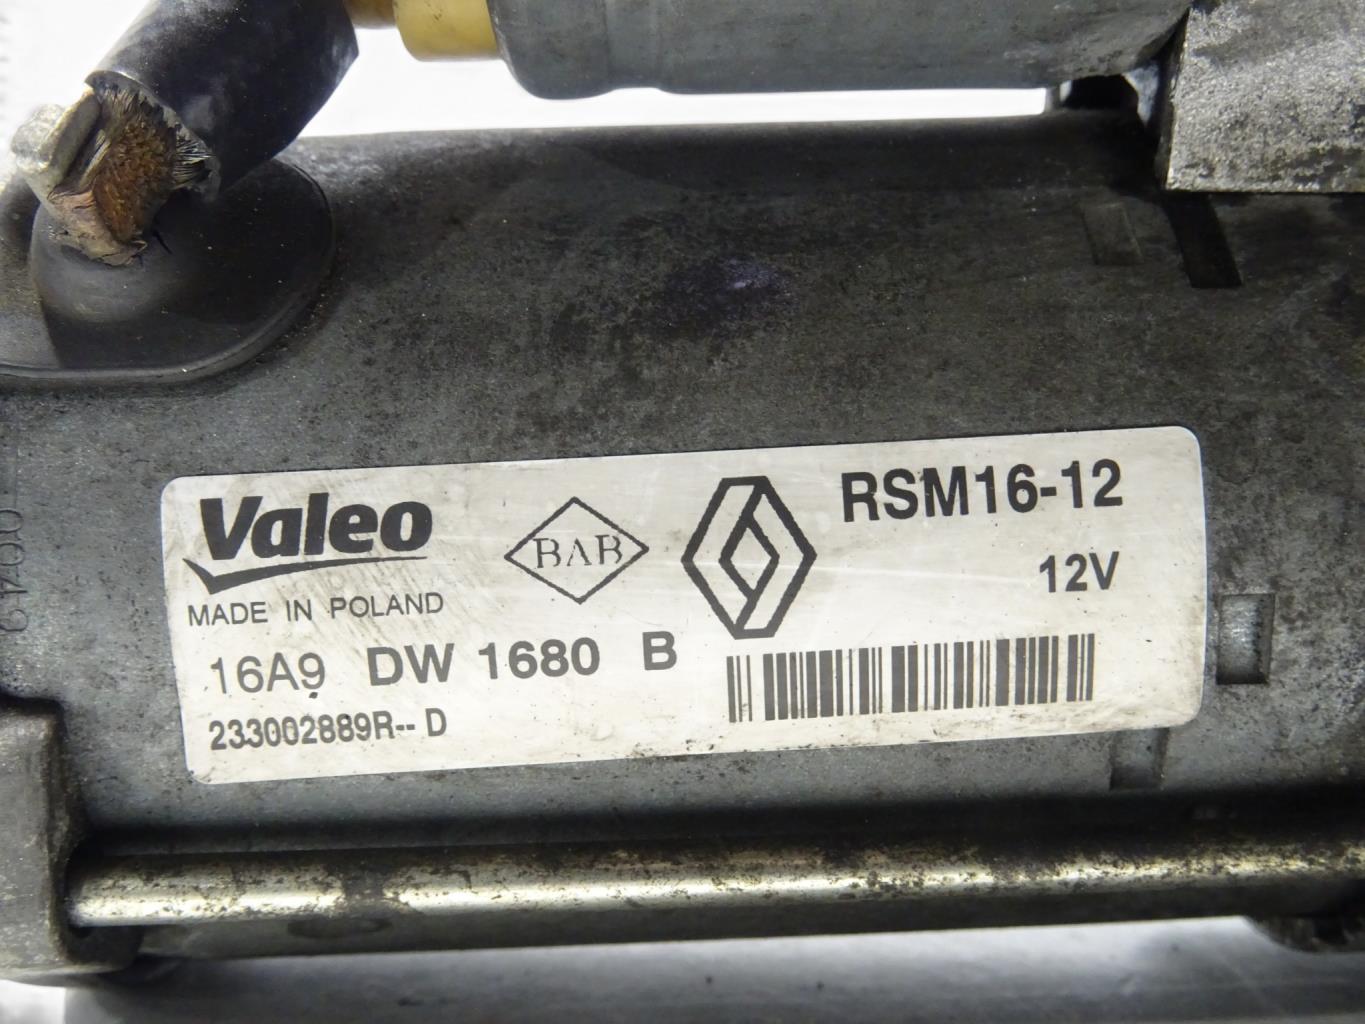 Valeo
BAB
RSM16-12
12V
MADE IN POLAND
16A9 DW 1680 B
233002889R-- D